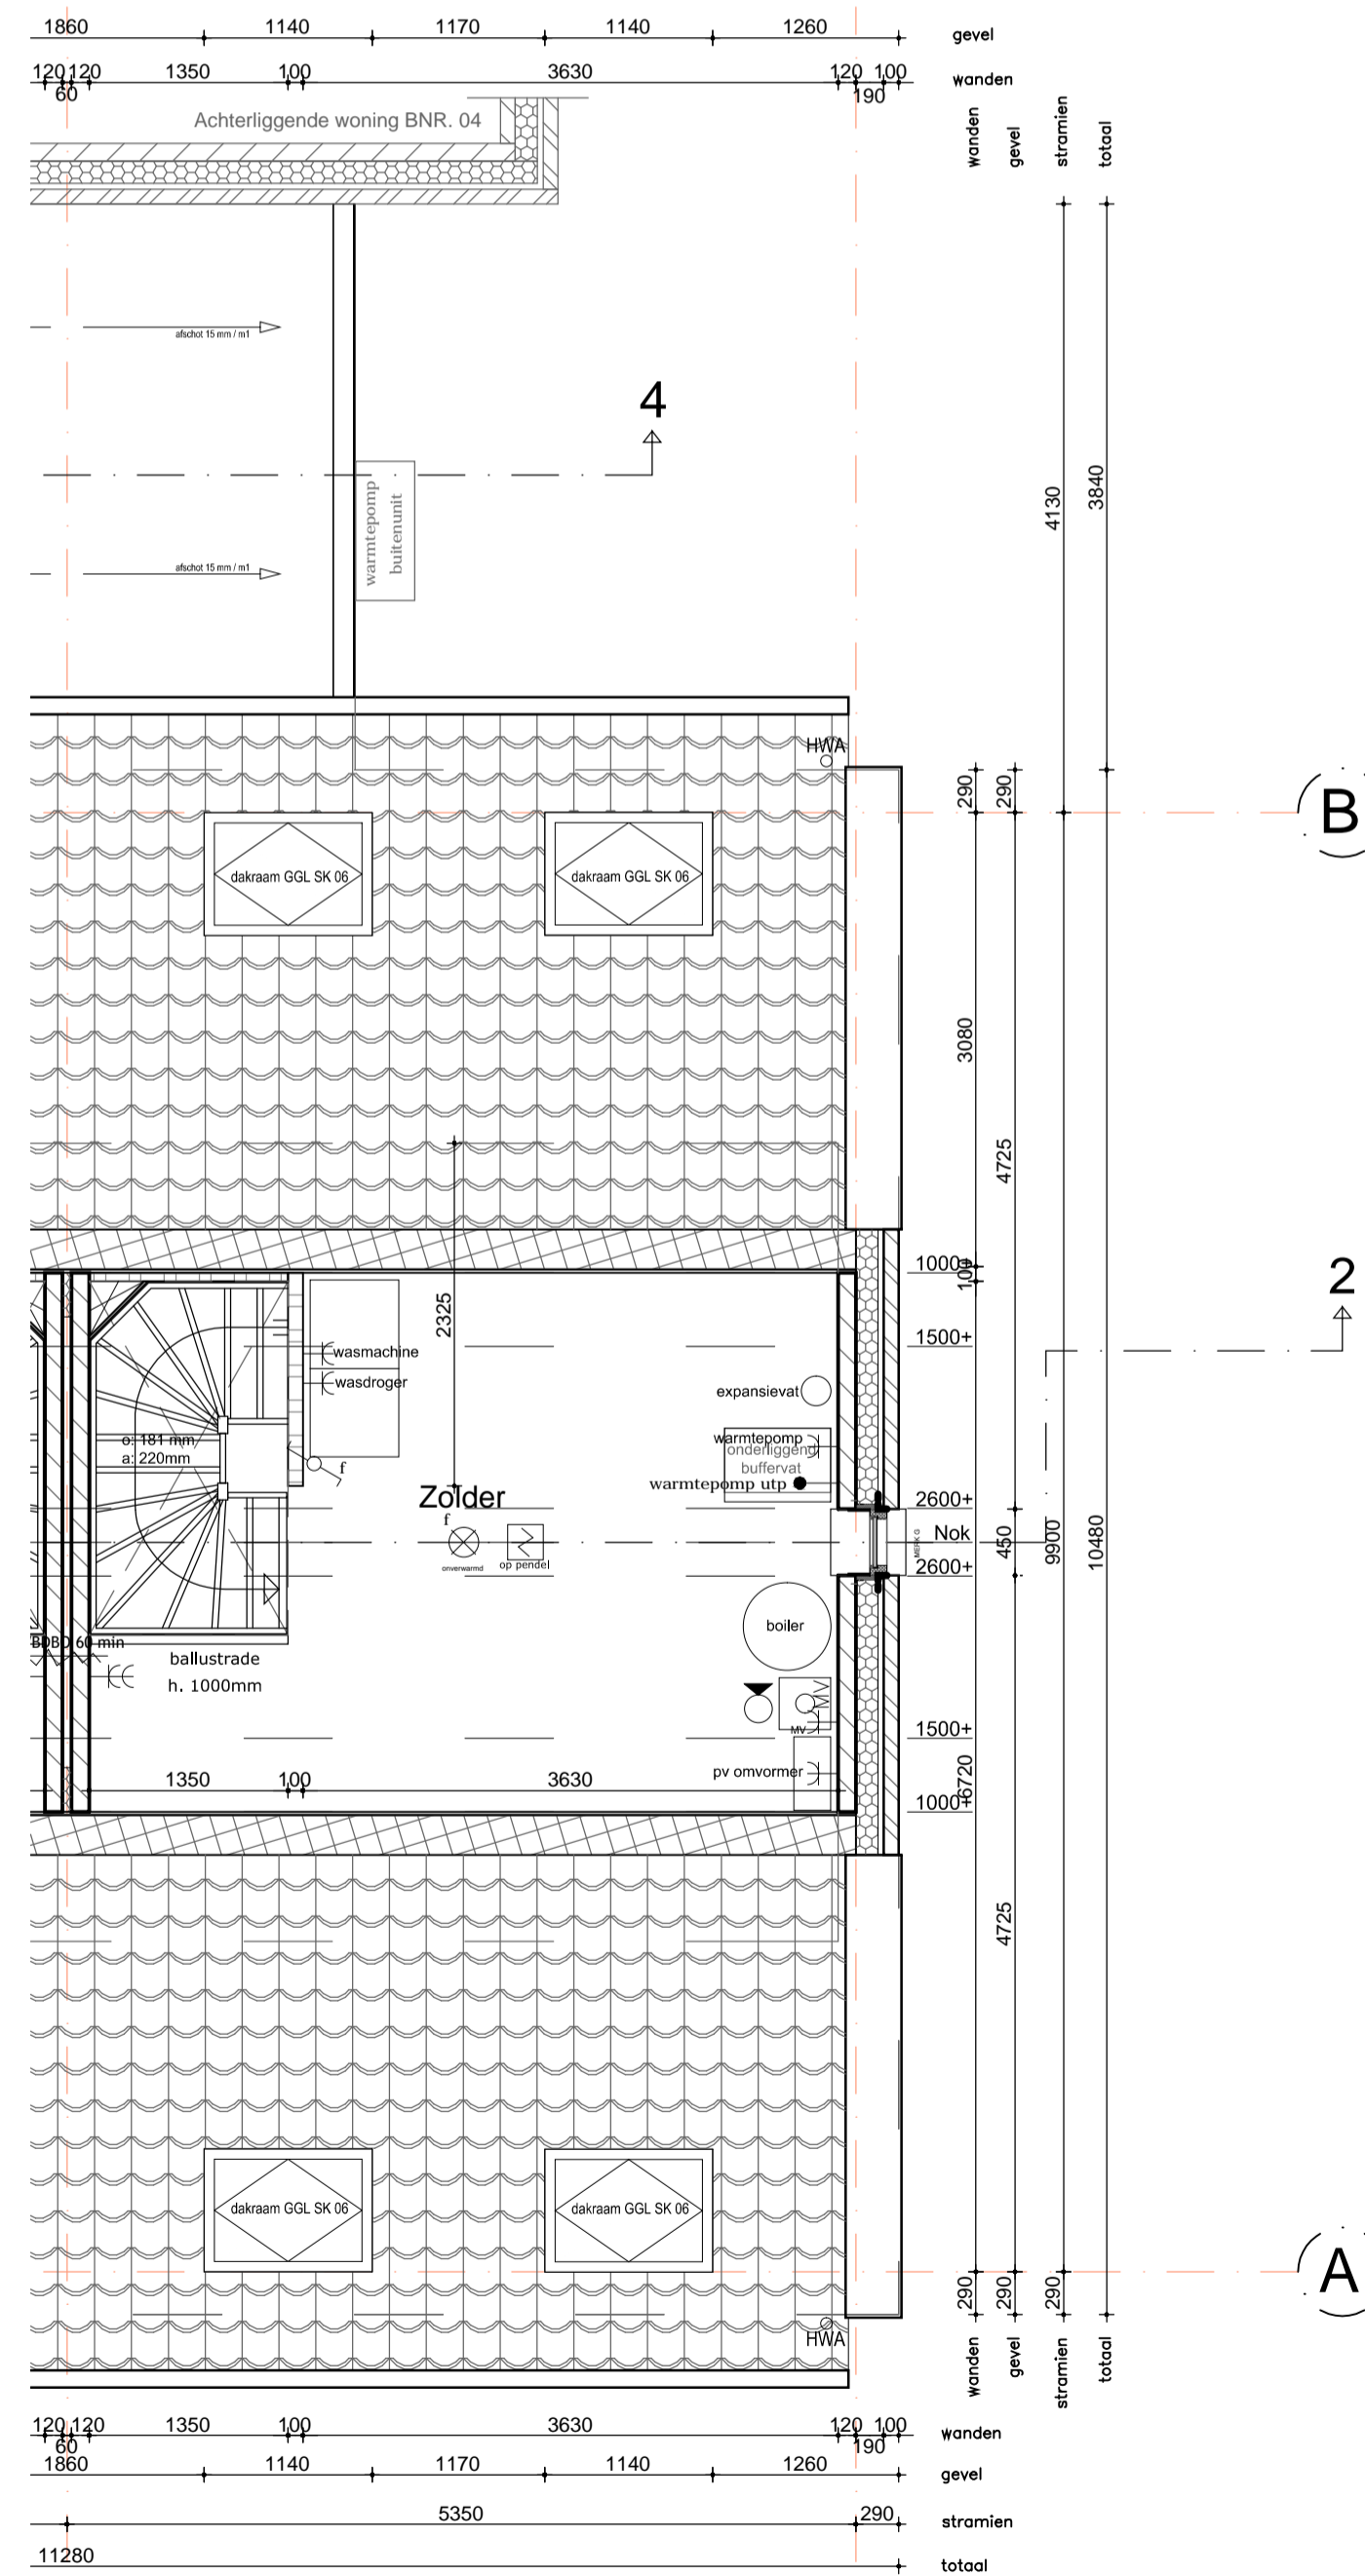 1860 1140 1170 1140 1260 gevel
120 120 1350 100 3630 120 100 wanden
60 190
wanden gevel stramien totaal
Achterliggende woning BNR. 04
afschot 15 mm / m1
4
warmtepomp
buitenunit
4130 3840
afschot 15 mm / m1
HWA
290 290
B
dakraam GGL SK 06 dakraam GGL SK 06
3080
4725
1000+
100
2
2325
1500+
wasmachine
wasdroger
expansievat
o: 181 mm
a: 220mm
warmtepomp
onderliggend
buffervat
warmtepomp utp
f
Zolder
2600+
f
onverwarmd
op pendel
MERK G
Nok
450 9900 10480
2600+
boiler
BDBO 60 min
ballustrade
h. 1000mm
MV
MV
1500+
pv omvormer
6720
1350 100 3630
1000+
4725
dakraam GGL SK 06 dakraam GGL SK 06
A
290 290 290
HWA
wanden gevel stramien totaal
120 120 1350 100 3630 120 100 wanden
60 190
1860 1140 1170 1140 1260 gevel
5350 290 stramien
11280 totaal